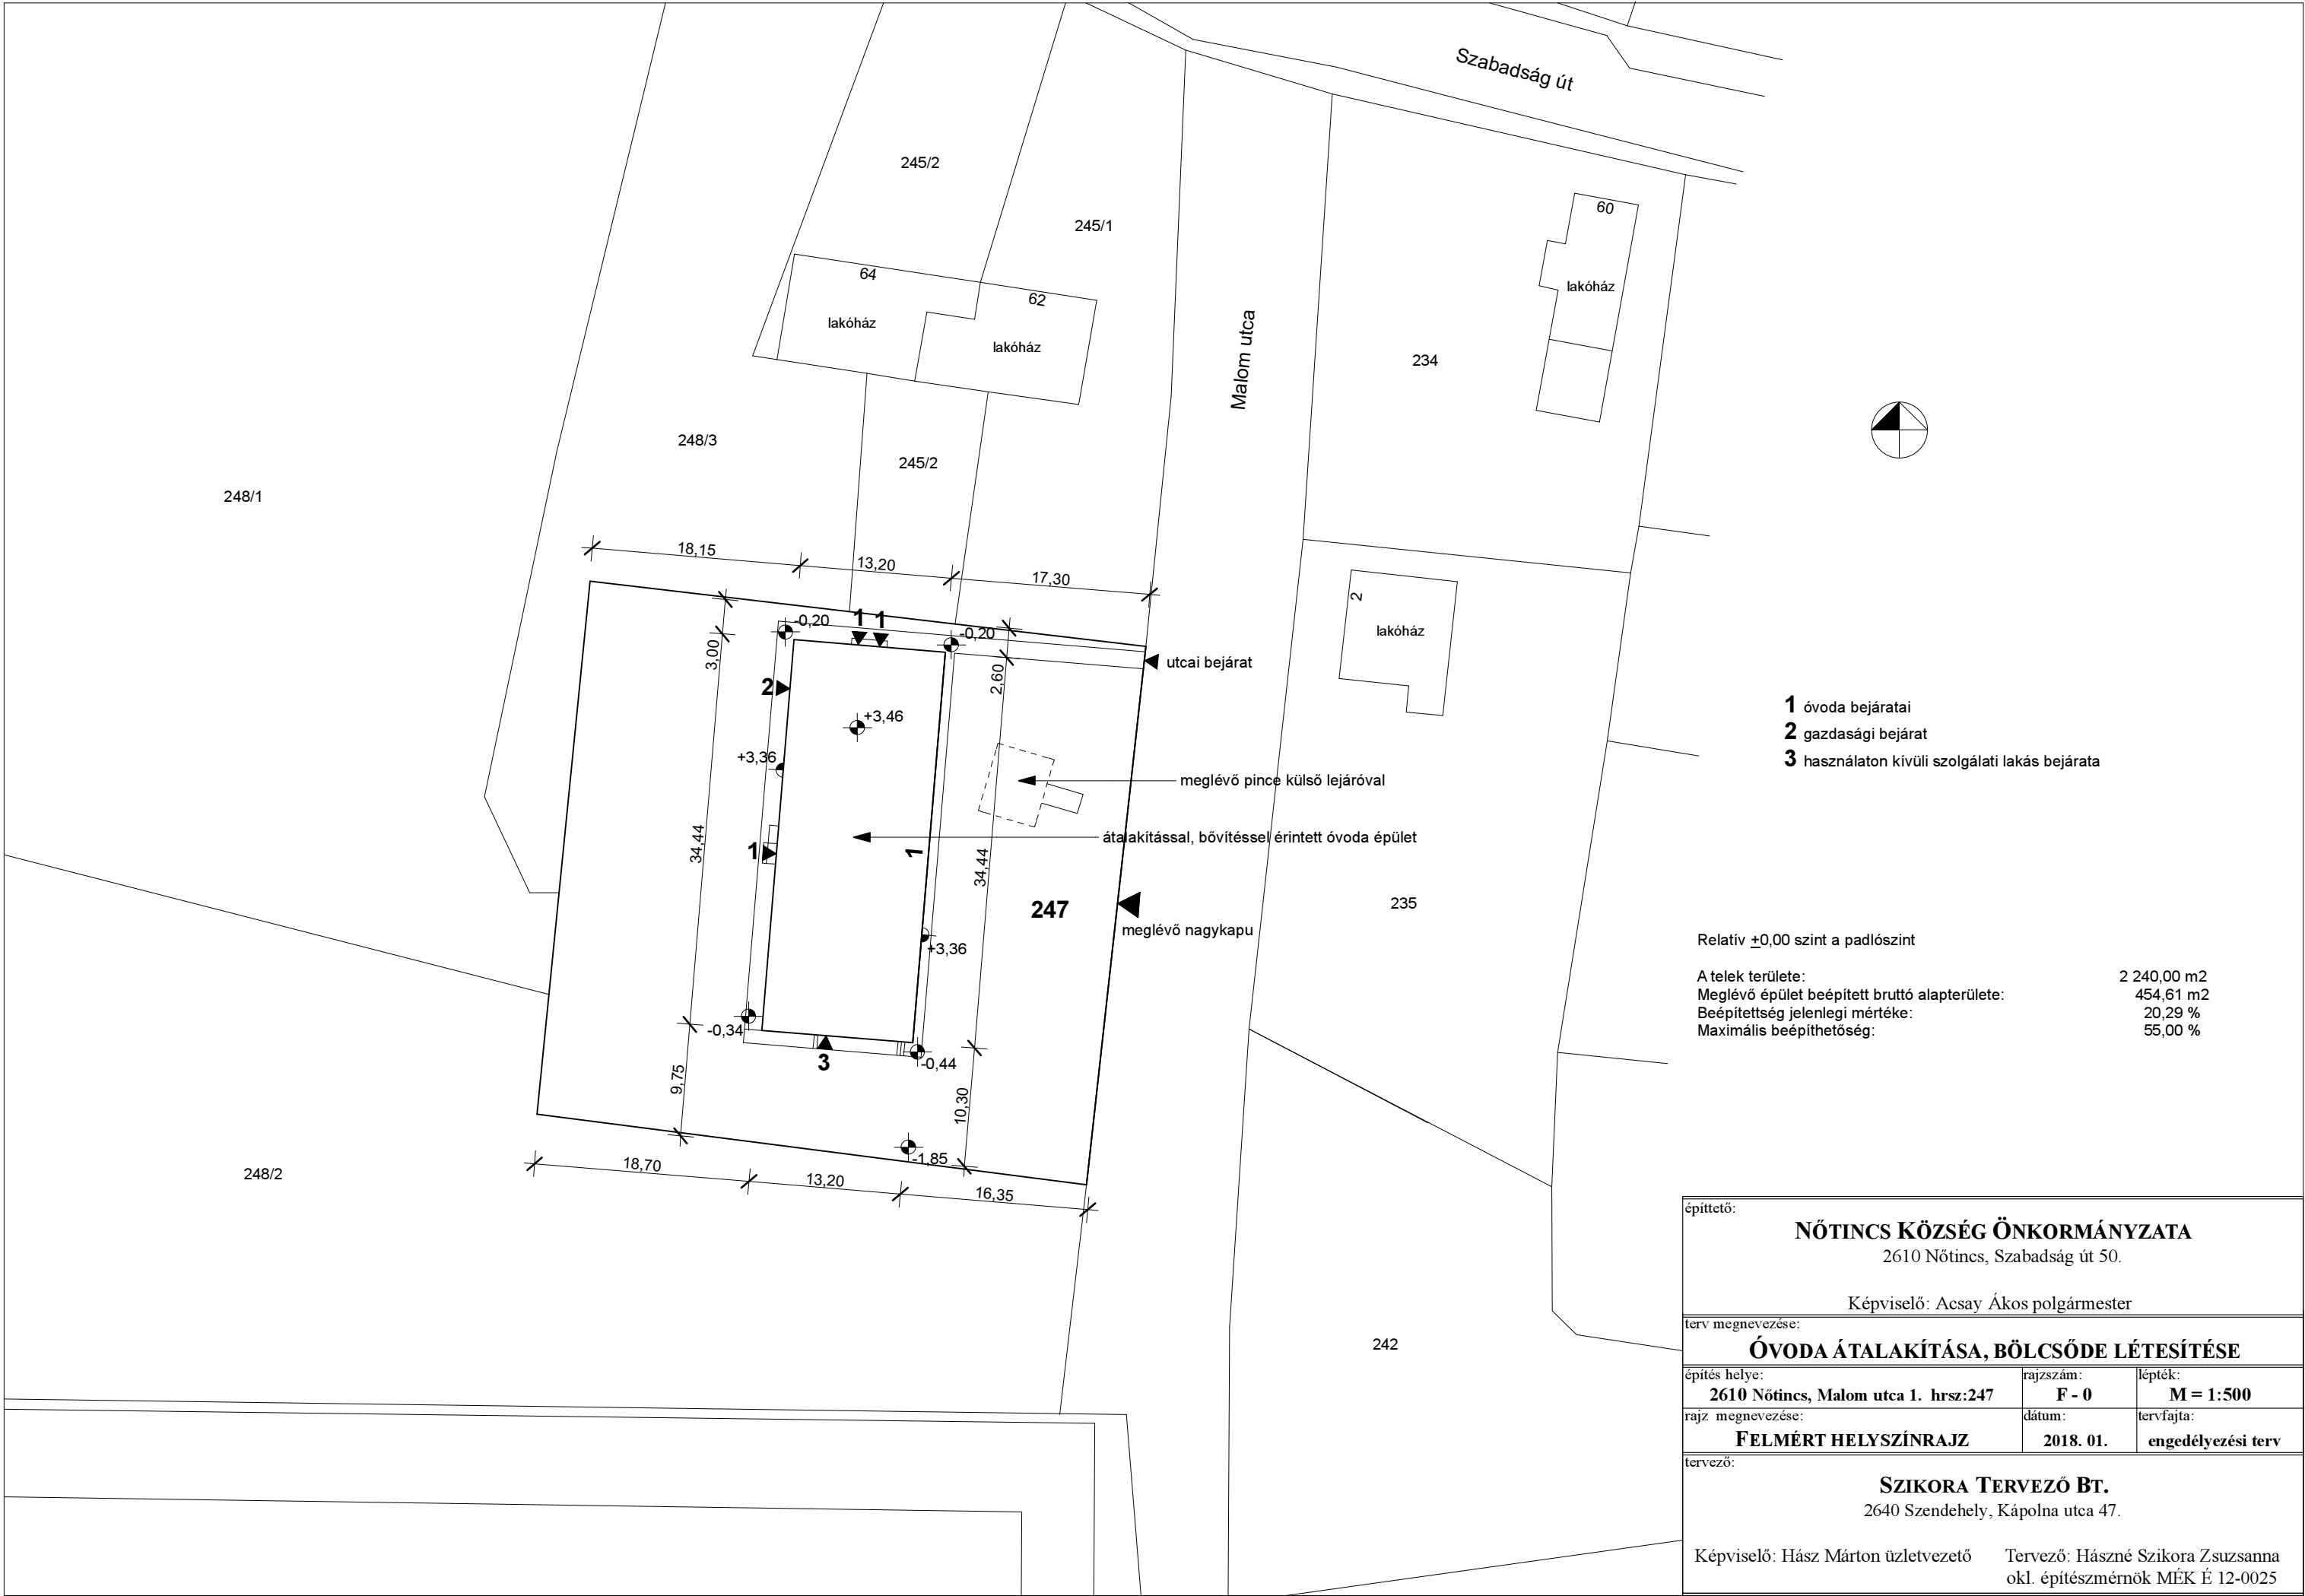 Szabadság út
245/2
245/1
60
64
62
lakóház
lakóház
lakóház
Malom utca
234
248/3
245/2
248/1
18,15
13,20
17,30
2
lakóház
-0,20
1 1
-0,20
3,00
utcai bejárat
2,60
2
+3,46
1 óvoda bejáratai
2 gazdasági bejárat
3 használaton kívüli szolgálati lakás bejárata
+3,36
meglévő pince külső lejáróval
átalakítással, bővítéssel érintett óvoda épület
34,44
1
1
34,44
247
235
meglévő nagykapu
+3,36
Relatív +0,00 szint a padlószint
A telek területe: 2 240,00 m2
Meglévő épület beépített bruttó alapterülete: 454,61 m2
Beépítettség jelenlegi mértéke: 20,29 %
Maximális beépíthetőség: 55,00 %
-0,34
3
-0,44
9,75
10,30
-1,85
248/2
18,70
13,20
16,35
242
építtető:
NŐTINCS KÖZSÉG ÖNKORMÁNYZATA
2610 Nőtincs, Szabadság út 50.
Képviselő: Acsay Ákos polgármester
terv megnevezése:
ÓVODA ÁTALAKÍTÁSA, BÖLCSŐDE LÉTESÍTÉSE
építés helye: rajzszám: lépték:
2610 Nőtincs, Malom utca 1. hrsz:247 F - 0 M = 1:500
rajz megnevezése: dátum: tervfajta:
FELMÉRT HELYSZÍNRAJZ 2018. 01. engedélyezési terv
tervező:
SZIKORA TERVEZŐ BT.
2640 Szendehely, Kápolna utca 47.
Képviselő: Hász Márton üzletvezető Tervező: Hászné Szikora Zsuzsanna
okl. építészmérnök MÉK É 12-0025